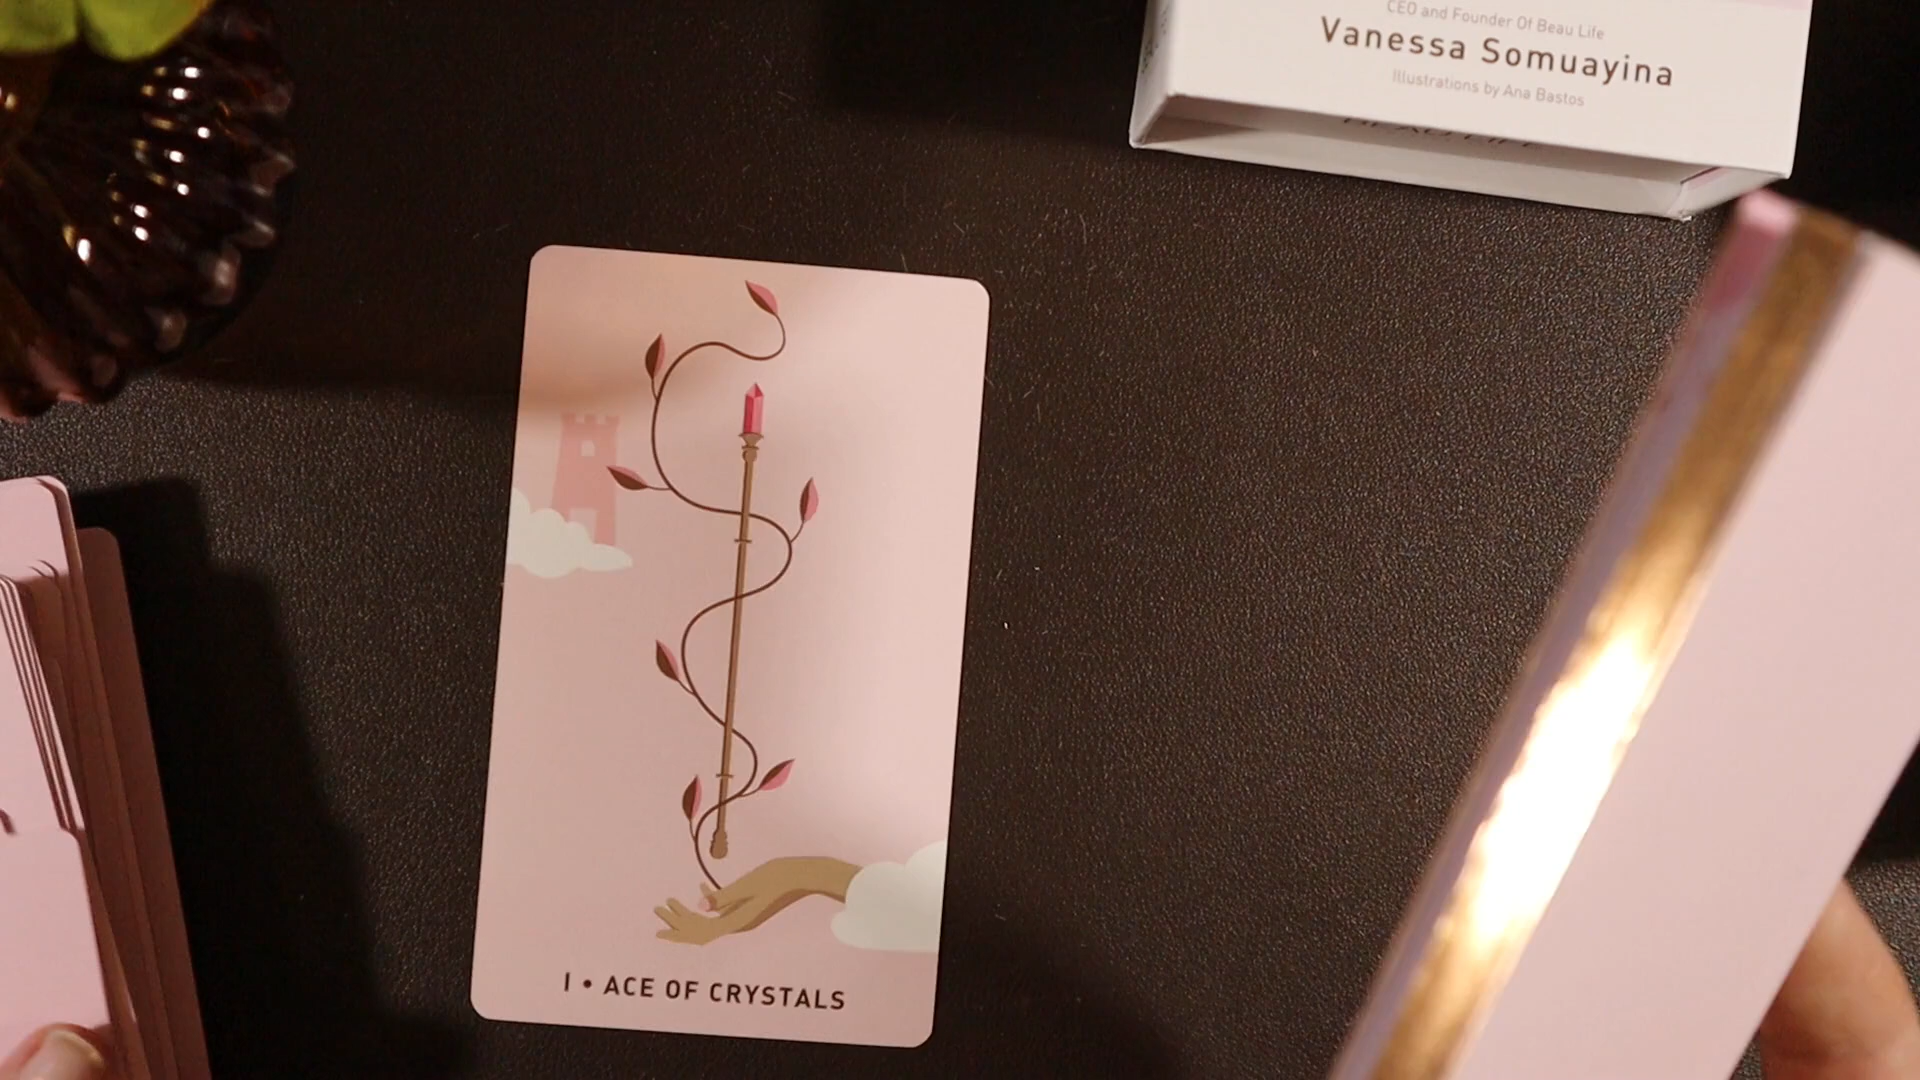 CEO and Founder Of Beau Life
Vanessa Somuayina
Illustrations by Ana Bastos
I • ACE OF CRYSTALS